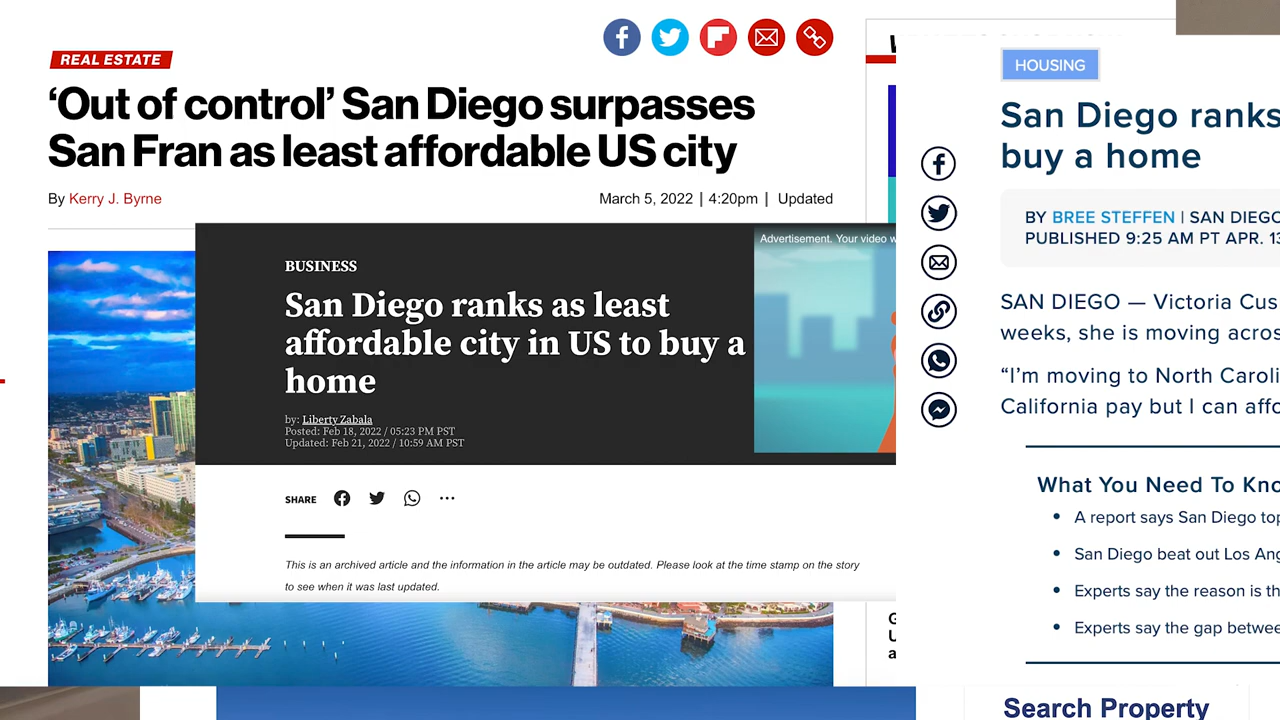 REAL ESTATE
‘Out of control’ San Diego surpasses
San Fran as least affordable US city
By Kerry J. Byrne
March 5, 2022 | 4:20pm | Updated
BUSINESS
San Diego ranks as least
affordable city in US to buy a
home
by: Liberty Zabala
Posted: Feb 18, 2022 / 05:23 PM PST
Updated: Feb 21, 2022 / 10:59 AM PST
Advertisement. Your video w
SHARE
This is an archived article and the information in the article may be outdated. Please look at the time stamp on the story
to see when it was last updated.
HOUSING
San Diego ranks
buy a home
BY BREE STEFFEN | SAN DIEGO
PUBLISHED 9:25 AM PT APR. 13
SAN DIEGO — Victoria Cus
weeks, she is moving acros
“I’m moving to North Caroli
California pay but I can affo
What You Need To Kno
• A report says San Diego top
• San Diego beat out Los Ang
• Experts say the reason is th
• Experts say the gap betwee
Search Property